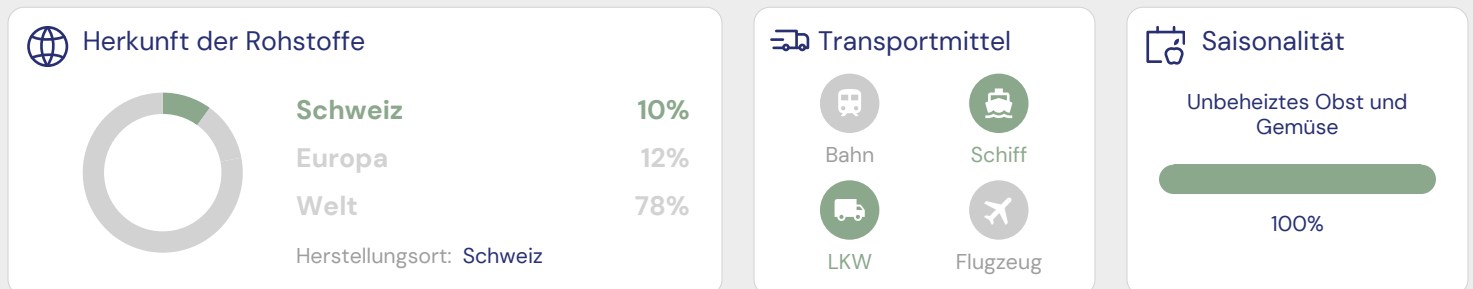 Herkunft der Rohstoffe
Schweiz 10%
Europa 12%
Welt 78%
Herstellungsort: Schweiz
Transportmittel
Bahn Schiff
LKW Flugzeug
Saisonalität
Unbeheiztes Obst und
Gemüse
100%